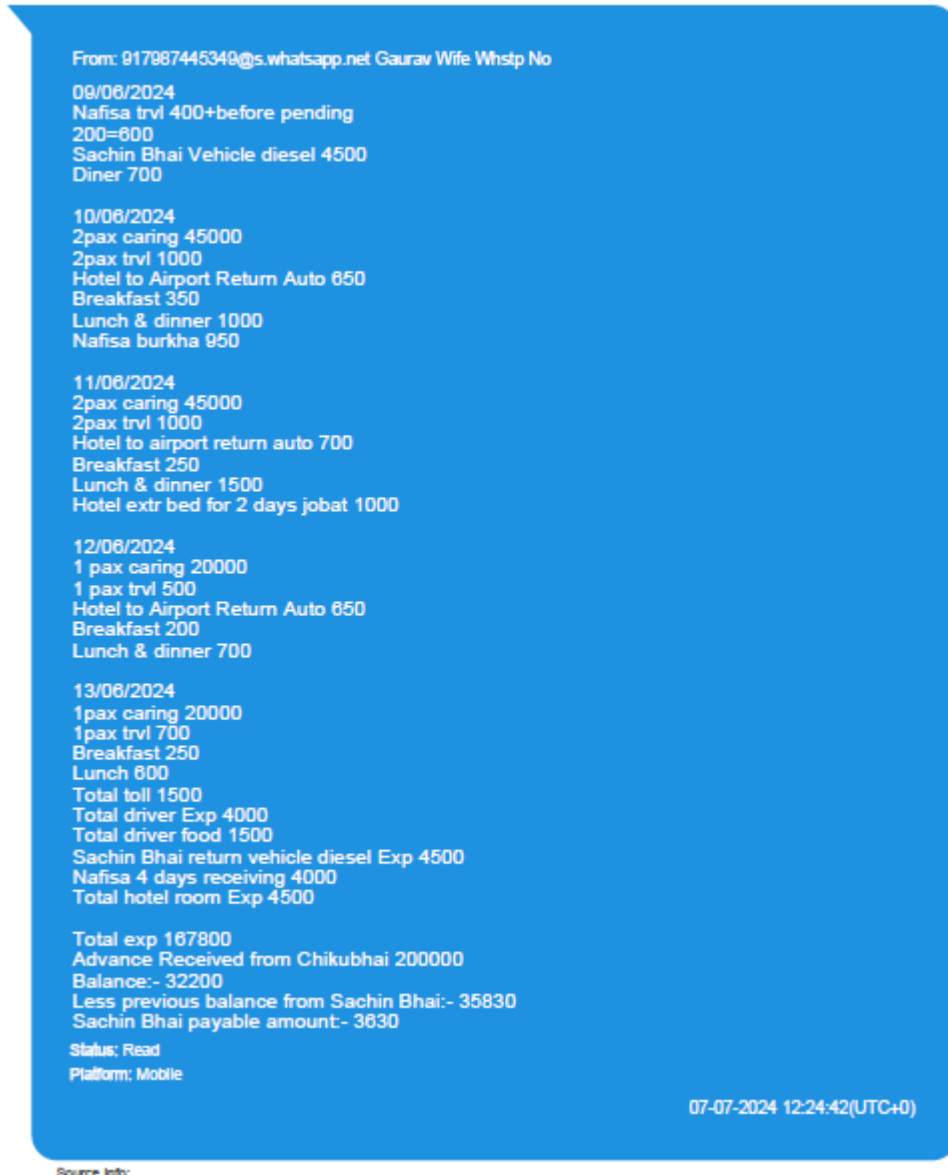 From: 917987445349@s.whatsapp.net Gaurav Wife Whstp No
09/06/2024
Nafisa trvl 400+before pending
200=600
Sachin Bhai Vehicle diesel 4500
Diner 700
10/06/2024
2pax caring 45000
2pax trvl 1000
Hotel to Airport Return Auto 650
Breakfast 350
Lunch & dinner 1000
Nafisa burkha 950
11/06/2024
2pax caring 45000
2pax trvl 1000
Hotel to airport return auto 700
Breakfast 250
Lunch & dinner 1500
Hotel extr bed for 2 days jobat 1000
12/06/2024
1 pax caring 20000
1 pax trvl 500
Hotel to Airport Return Auto 650
Breakfast 200
Lunch & dinner 700
13/06/2024
1pax caring 20000
1pax trvl 700
Breakfast 250
Lunch 600
Total toll 1500
Total driver Exp 4000
Total driver food 1500
Sachin Bhai return vehicle diesel Exp 4500
Nafisa 4 days receiving 4000
Total hotel room Exp 4500
Total exp 167800
Advance Received from Chikubhai 200000
Balance:- 32200
Less previous balance from Sachin Bhai:- 35830
Sachin Bhai payable amount:- 3630
Status: Read
Platform: Mobile
07-07-2024 12:24:42(UTC+0)
Source Info: